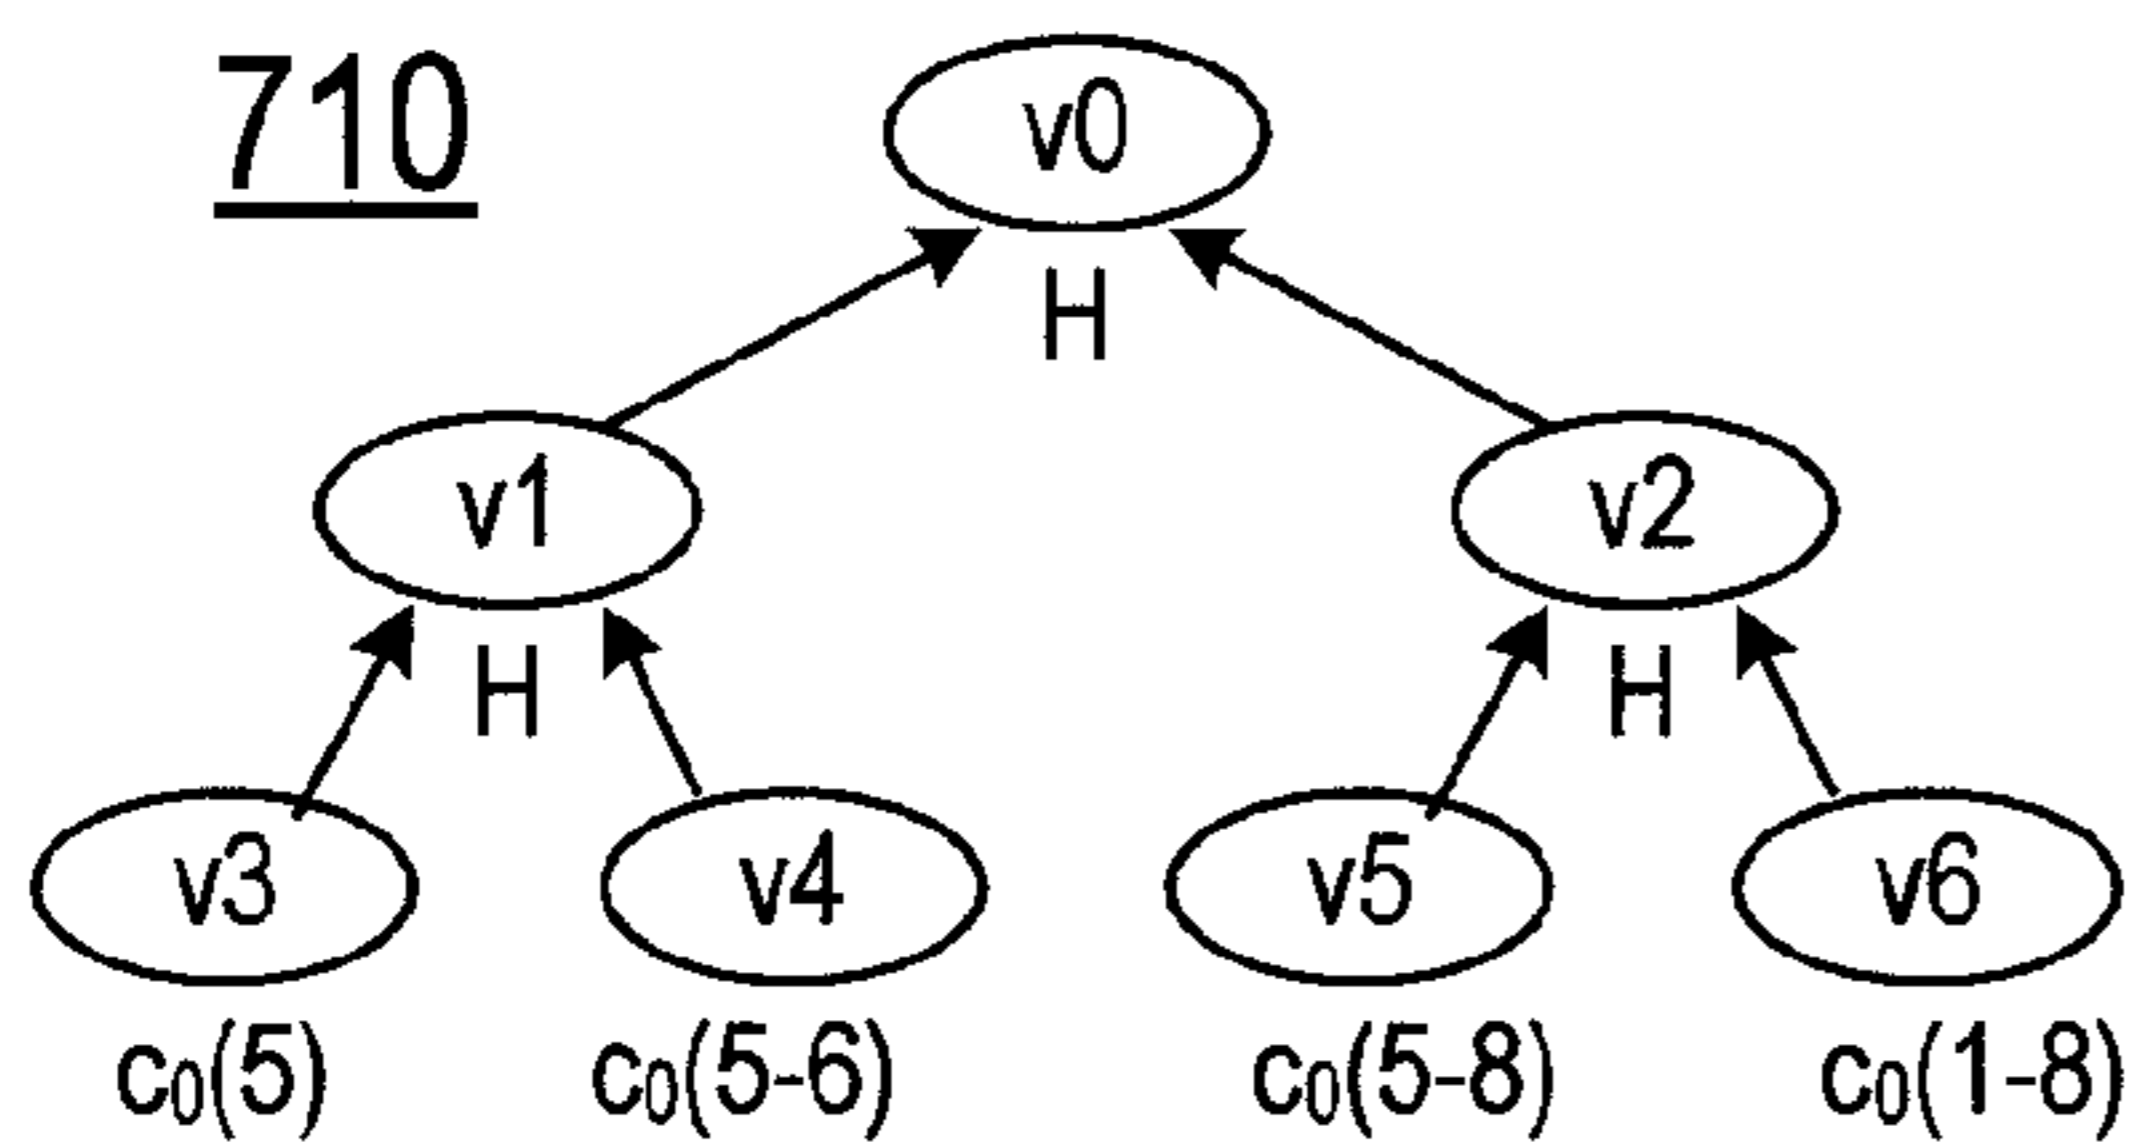 710
v0
H
v1
v2
H
H
v3
v4
v5
v6
c₀(5)
c₀(5-6)
c₀(5-8)
c₀(1-8)